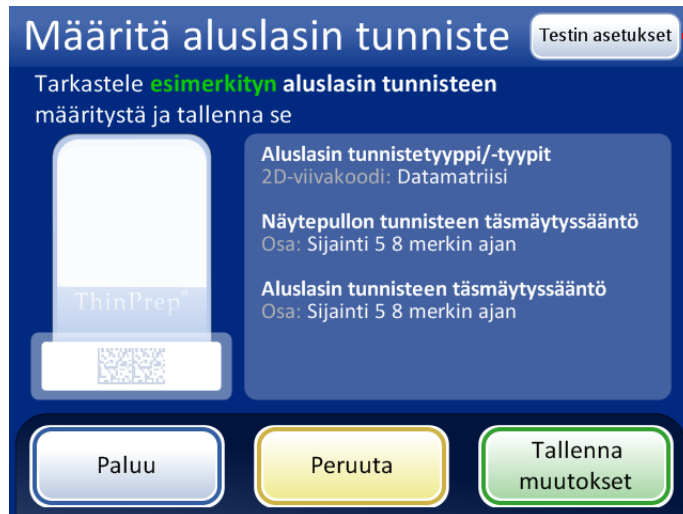 Määritä aluslasin tunniste
Testin asetukset
Tarkastele esimerkityn aluslasin tunnisteen
määritystä ja tallenna se
Aluslasin tunnistetyyppi/-tyypit
2D-viivakoodi: Datamatriisi
Näytepullon tunnisteen täsmäytyssääntö
Osa: Sijainti 5 8 merkin ajan
Aluslasin tunnisteen täsmäytyssääntö
Osa: Sijainti 5 8 merkin ajan
ThinPrep®
Paluu
Peruuta
Tallenna
muutokset